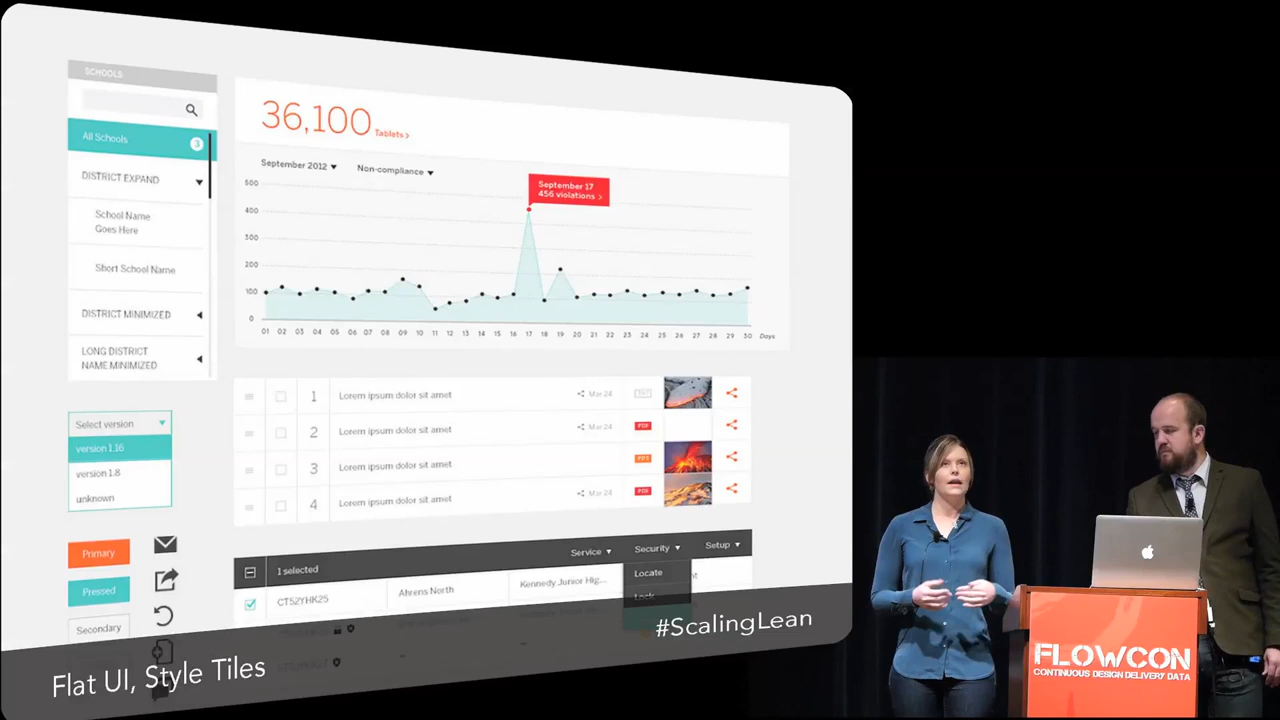 SCHOOLS
All Schools 3
DISTRICT EXPAND
School Name
Goes Here
Short School Name
DISTRICT MINIMIZED
LONG DISTRICT
NAME MINIMIZED
Select version
version 1.16
version 1.8
unknown
Primary
Pressed
Secondary
36,100 Tablets >
September 2012 Non-compliance
500
400
300
200
100
0
September 17
456 violations >
01 02 03 04 05 06 07 08 09 10 11 12 13 14 15 16 17 18 19 20 21 22 23 24 25 26 27 28 29 30 Days
1 Lorem ipsum dolor sit amet Mar 24
2 Lorem ipsum dolor sit amet Mar 24 PDF
3 Lorem ipsum dolor sit amet
4 Lorem ipsum dolor sit amet Mar 24 PDF
1 selected Service Security Setup
CT52YHK25 Ahrens North Kennedy Junior Hig... Locate
Lock
#ScalingLean
Flat UI, Style Tiles
FLOWCON
CONTINUOUS DESIGN DELIVERY DATA